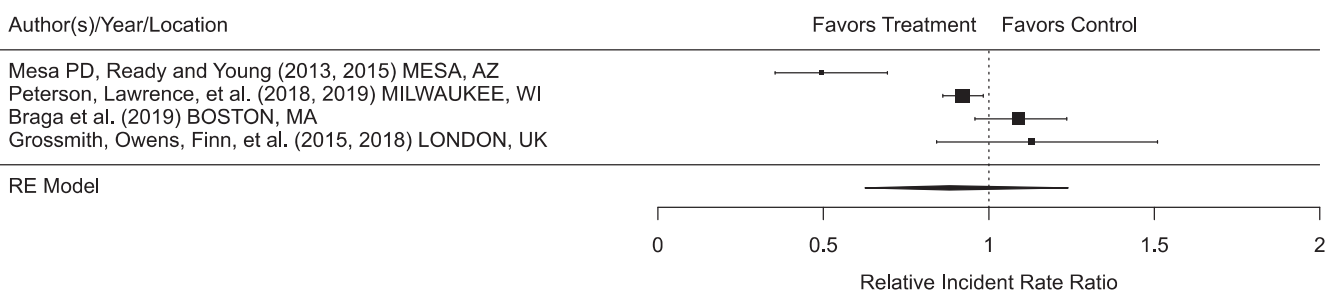 Author(s)/Year/Location Favors Treatment Favors Control
Mesa PD, Ready and Young (2013, 2015) MESA, AZ
Peterson, Lawrence, et al. (2018, 2019) MILWAUKEE, WI
Braga et al. (2019) BOSTON, MA
Grossmith, Owens, Finn, et al. (2015, 2018) LONDON, UK
RE Model
0 0.5 1 1.5 2
Relative Incident Rate Ratio